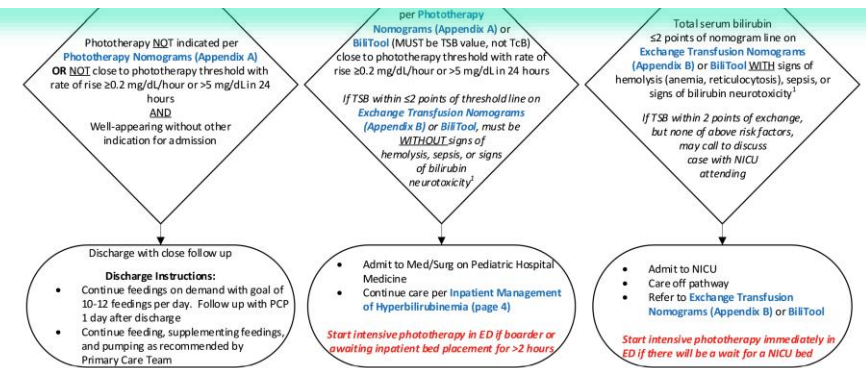 Phototherapy NOT indicated per
Phototherapy Nomograms (Appendix A)
OR NOT close to phototherapy threshold with
rate of rise ≥0.2 mg/dL/hour or >5 mg/dL in 24
hours
AND
Well-appearing without other
indication for admission
per Phototherapy
Nomograms (Appendix A) or
BiliTool (MUST be TSB value, not TcB)
close to phototherapy threshold with rate of
rise ≥0.2 mg/dL/hour or >5 mg/dL in 24 hours
If TSB within ≤2 points of threshold line on
Exchange Transfusion Nomograms
(Appendix B) or BiliTool, must be
WITHOUT signs of
hemolysis, sepsis, or signs
of bilirubin
neurotoxicity1
Total serum bilirubin
≤2 points of nomogram line on
Exchange Transfusion Nomograms
(Appendix B) or BiliTool WITH signs of
hemolysis (anemia, reticulocytosis), sepsis, or
signs of bilirubin neurotoxicity1
If TSB within 2 points of exchange,
but none of above risk factors,
may call to discuss
case with NICU
attending
Discharge with close follow up
Discharge Instructions:
• Continue feedings on demand with goal of
10-12 feedings per day. Follow up with PCP
1 day after discharge
• Continue feeding, supplementing feedings,
and pumping as recommended by
Primary Care Team
• Admit to Med/Surg on Pediatric Hospital
Medicine
• Continue care per Inpatient Management
of Hyperbilirubinemia (page 4)
Start intensive phototherapy in ED if boarder or
awaiting inpatient bed placement for >2 hours
• Admit to NICU
• Care off pathway
• Refer to Exchange Transfusion
Nomograms (Appendix B) or BiliTool
Start intensive phototherapy immediately in
ED if there will be a wait for a NICU bed